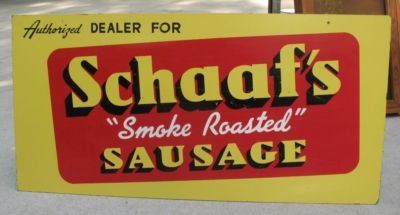 Authorized DEALER FOR
Schaaf's
"Smoke Roasted"
SAUSAGE